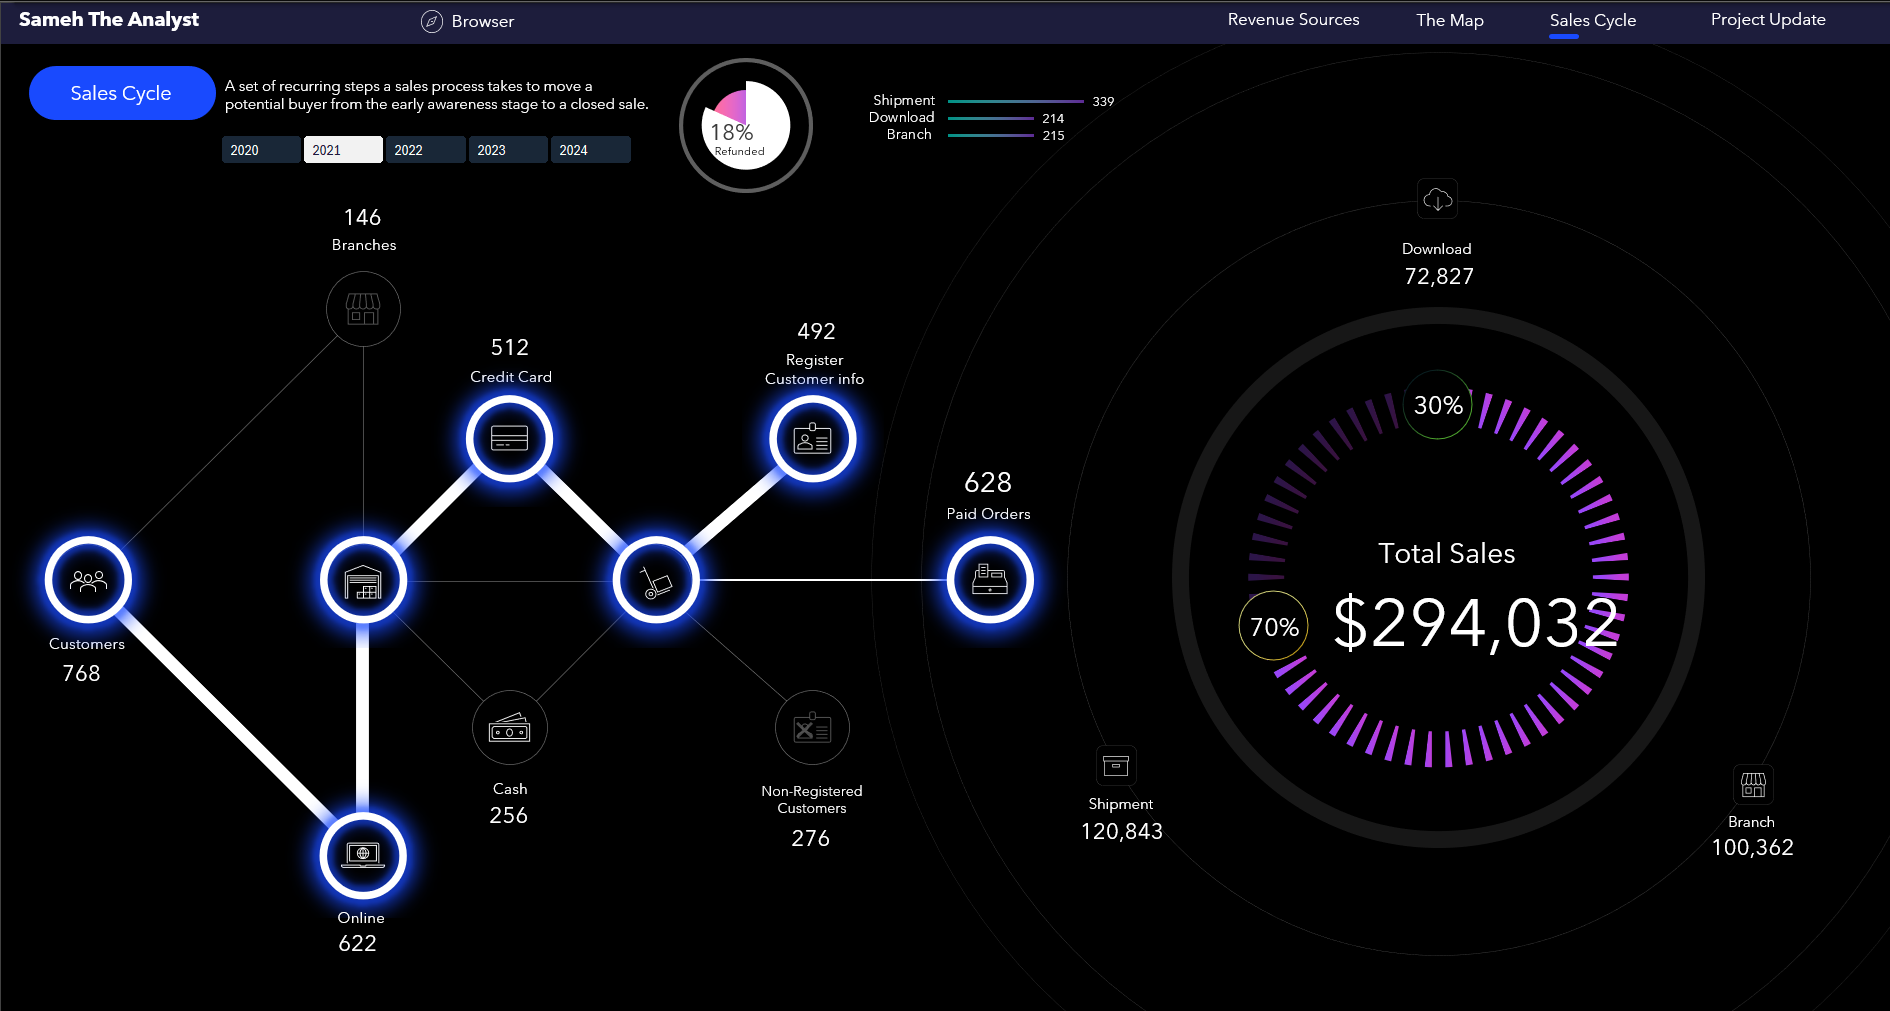 Sameh The Analyst
Browser
Revenue Sources
The Map
Sales Cycle
Project Update
Sales Cycle
A set of recurring steps a sales process takes to move a
potential buyer from the early awareness stage to a closed sale.
2020
2021
2022
2023
2024
18%
Refunded
Shipment 339
Download 214
Branch 215
146
Branches
512
Credit Card
492
Register
Customer info
628
Paid Orders
Customers
768
Cash
256
Non-Registered
Customers
276
Online
622
Download
72,827
30%
Total Sales
$294,032
70%
Shipment
120,843
Branch
100,362